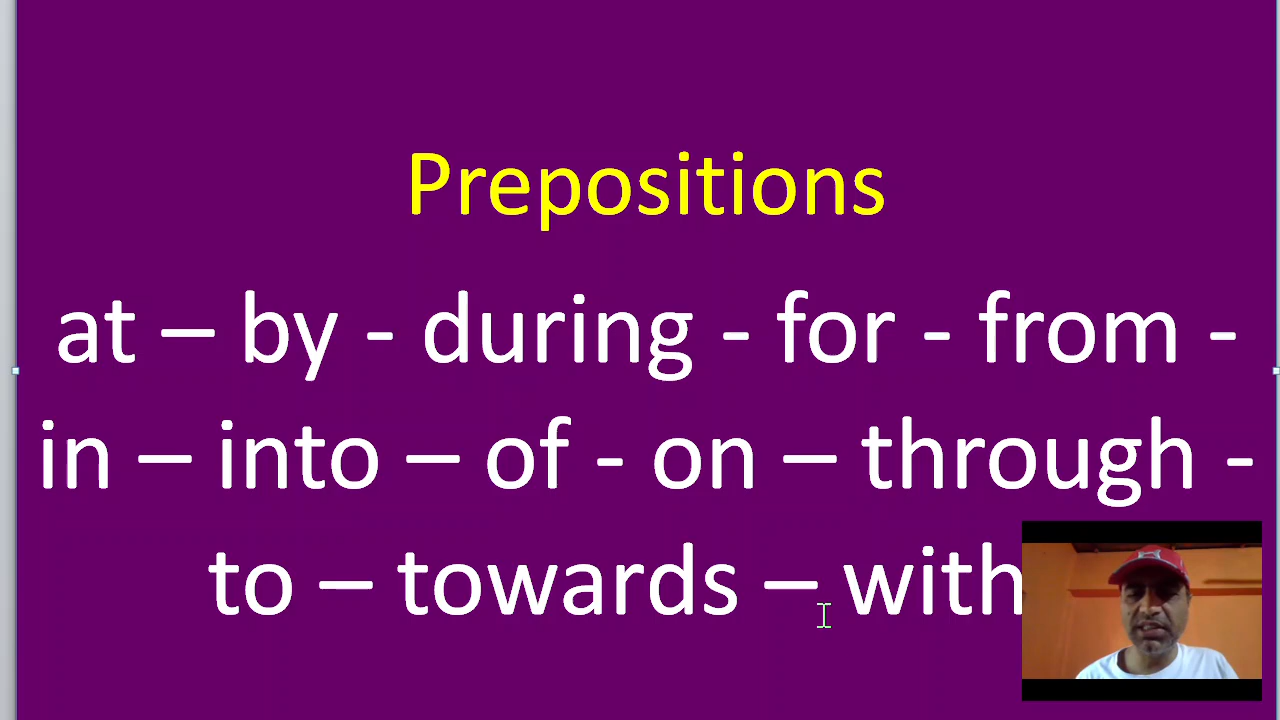 Prepositions
at – by - during - for - from -
in – into – of - on – through -
to – towards – with